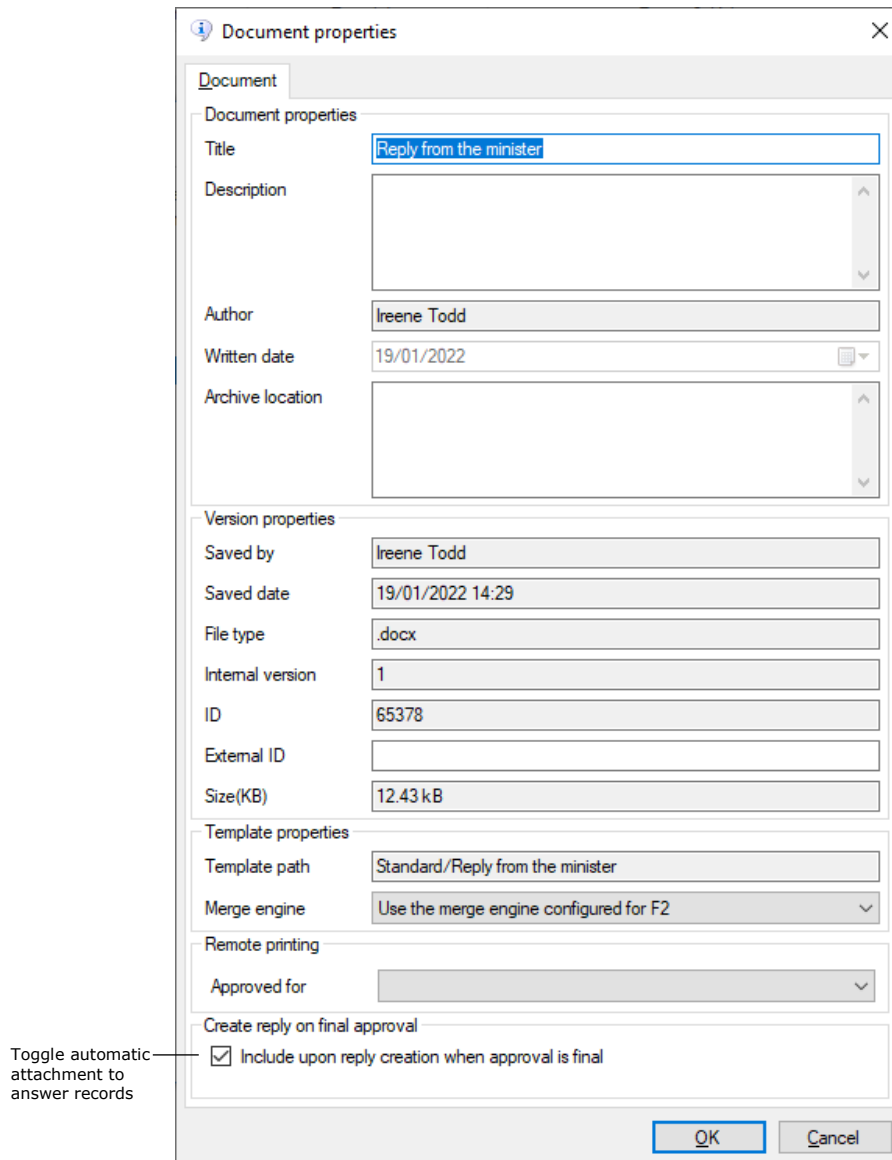 Document properties
Document
Document properties
Title
Reply from the minister
Description
Author
Ireene Todd
Written date
19/01/2022
Archive location
Version properties
Saved by
Ireene Todd
Saved date
19/01/2022 14:29
File type
.docx
Internal version
1
ID
65378
External ID
Size(KB)
12.43 kB
Template properties
Template path
Standard/Reply from the minister
Merge engine
Use the merge engine configured for F2
Remote printing
Approved for
Create reply on final approval
Toggle automatic
attachment to
answer records
Include upon reply creation when approval is final
OK
Cancel